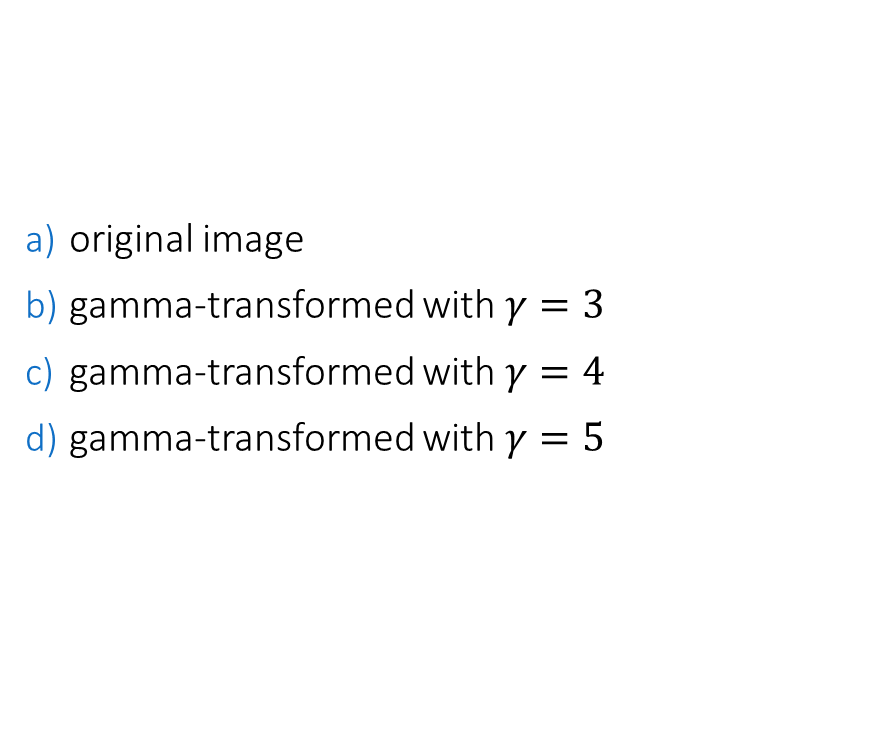 a) original image
b) gamma-transformed with γ = 3
c) gamma-transformed with γ = 4
d) gamma-transformed with γ = 5